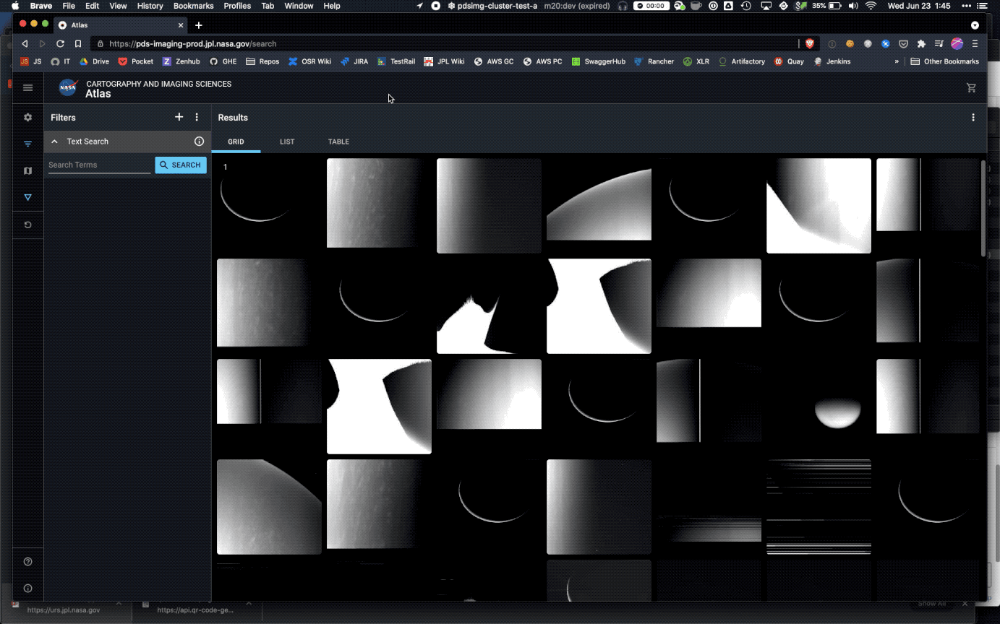 Brave File Edit View History Bookmarks Profiles Tab Window Help pdsimg-cluster-test-a m20:dev (expired) 00:00 35% Wed Jun 23 1:45
Atlas
https://pds-imaging-prod.jpl.nasa.gov/search
JS JS IT Drive Pocket Z Zenhub GHE Repos OSR Wiki JIRA TestRail JPL Wiki AWS GC AWS PC SwaggerHub Rancher XLR Artifactory Quay Jenkins » Other Bookmarks
NASA
CARTOGRAPHY AND IMAGING SCIENCES
Atlas
Filters
Results
Text Search
GRID LIST TABLE
Search Terms
SEARCH
1
https://urs.jpl.nasa.gov
https://api.qr-code-ge...
Show All